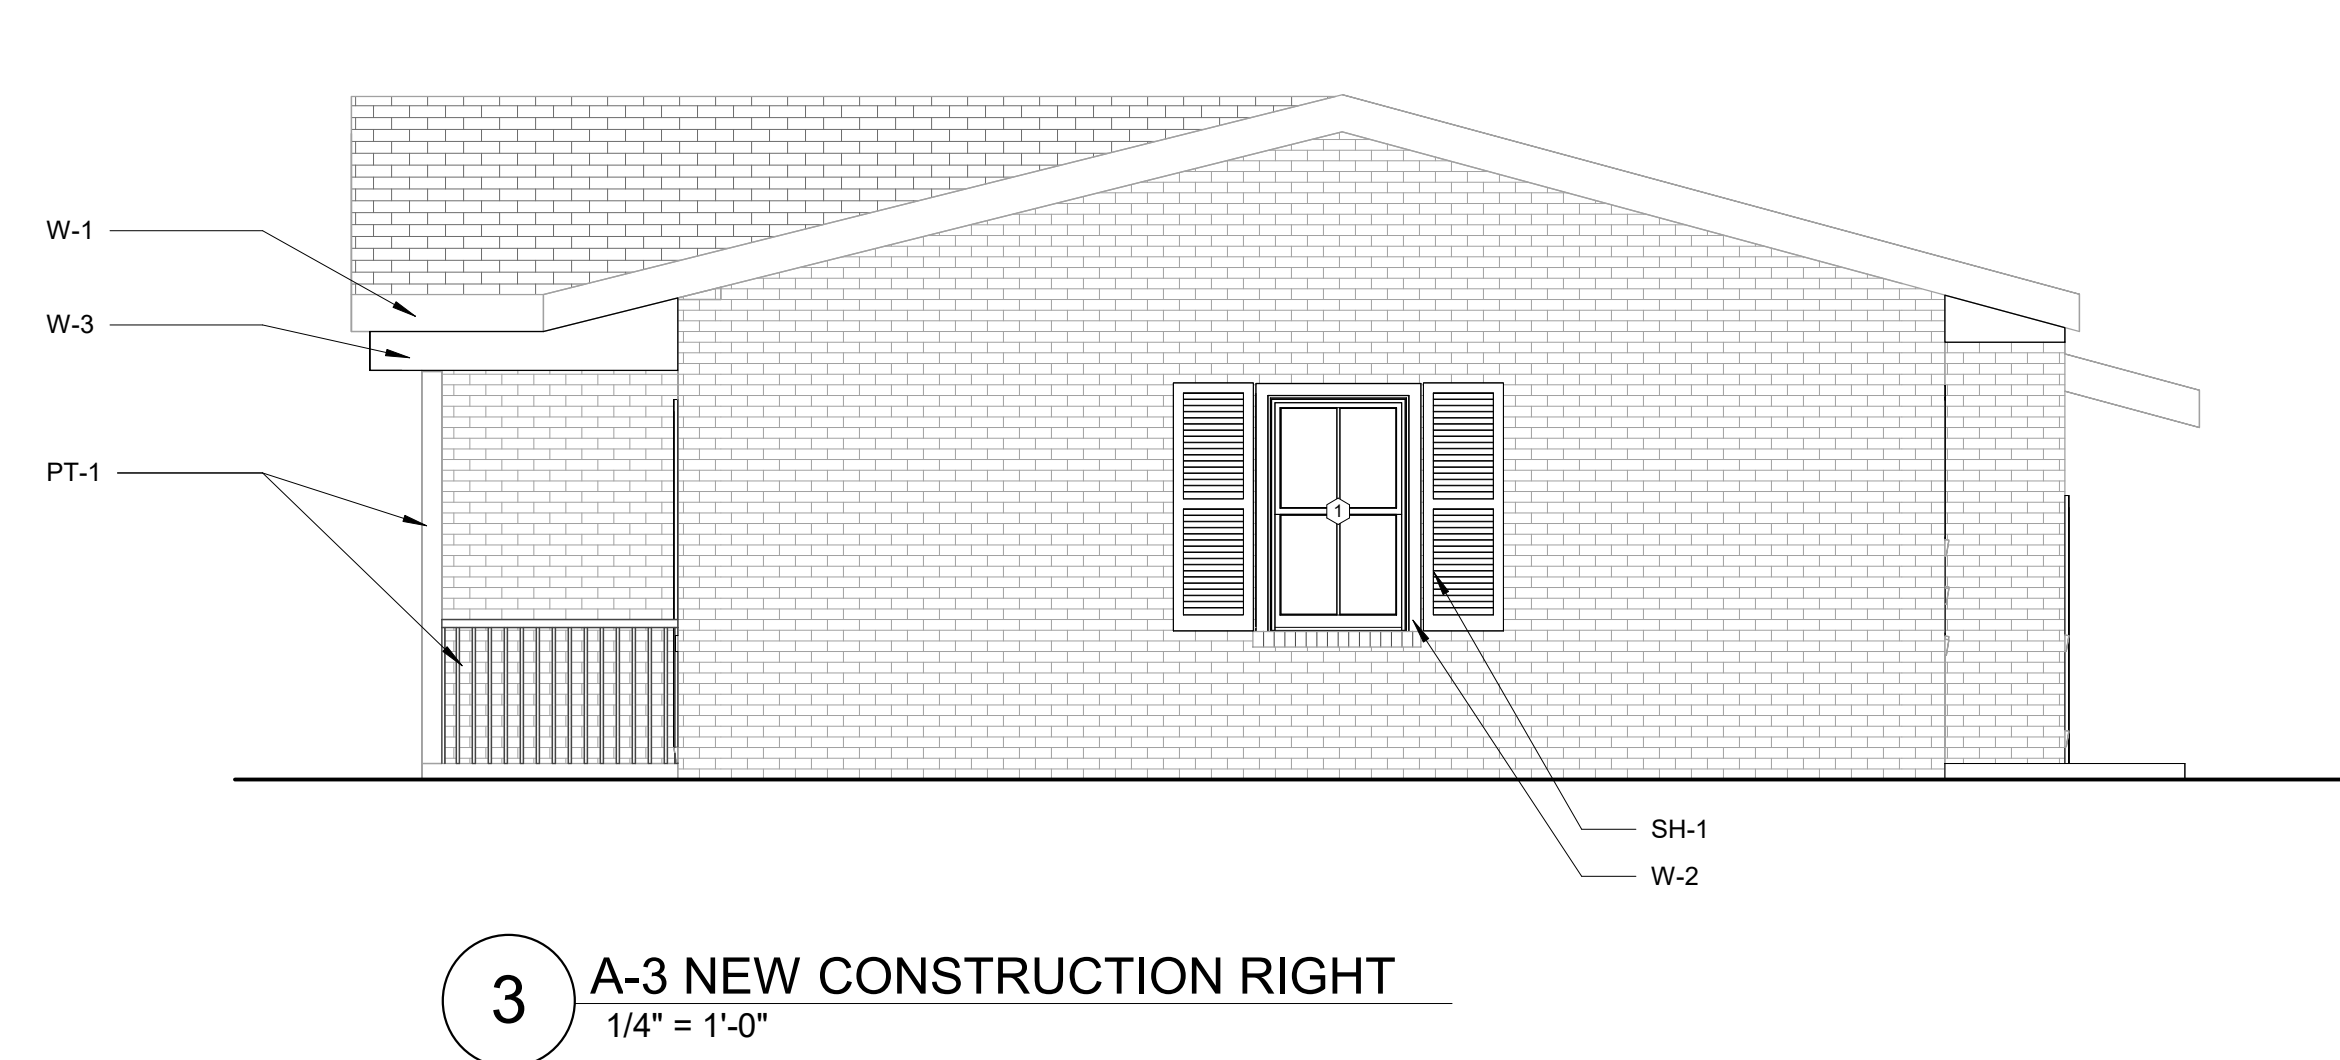 W-1
W-3
PT-1
1
SH-1
W-2
3
A-3 NEW CONSTRUCTION RIGHT
1/4" = 1'-0"